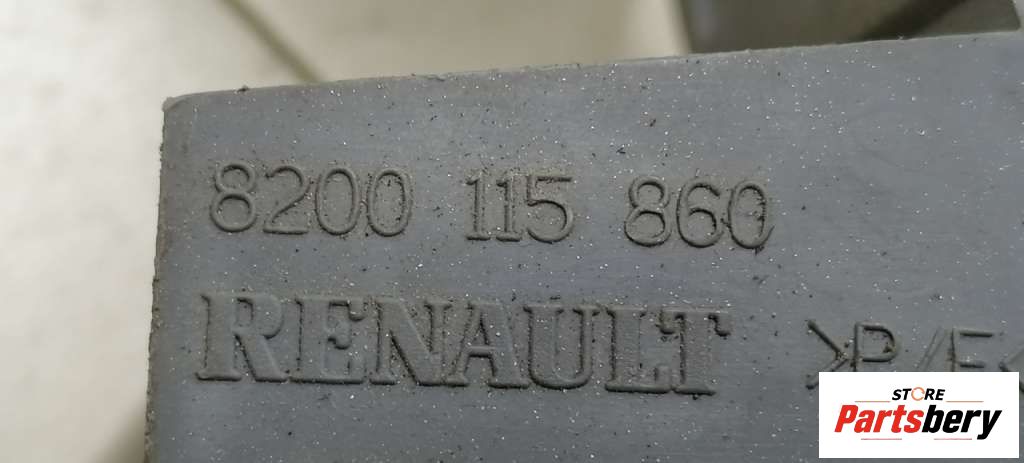 8200 115 860
RENAULT >P/E<
STORE
Partsbery